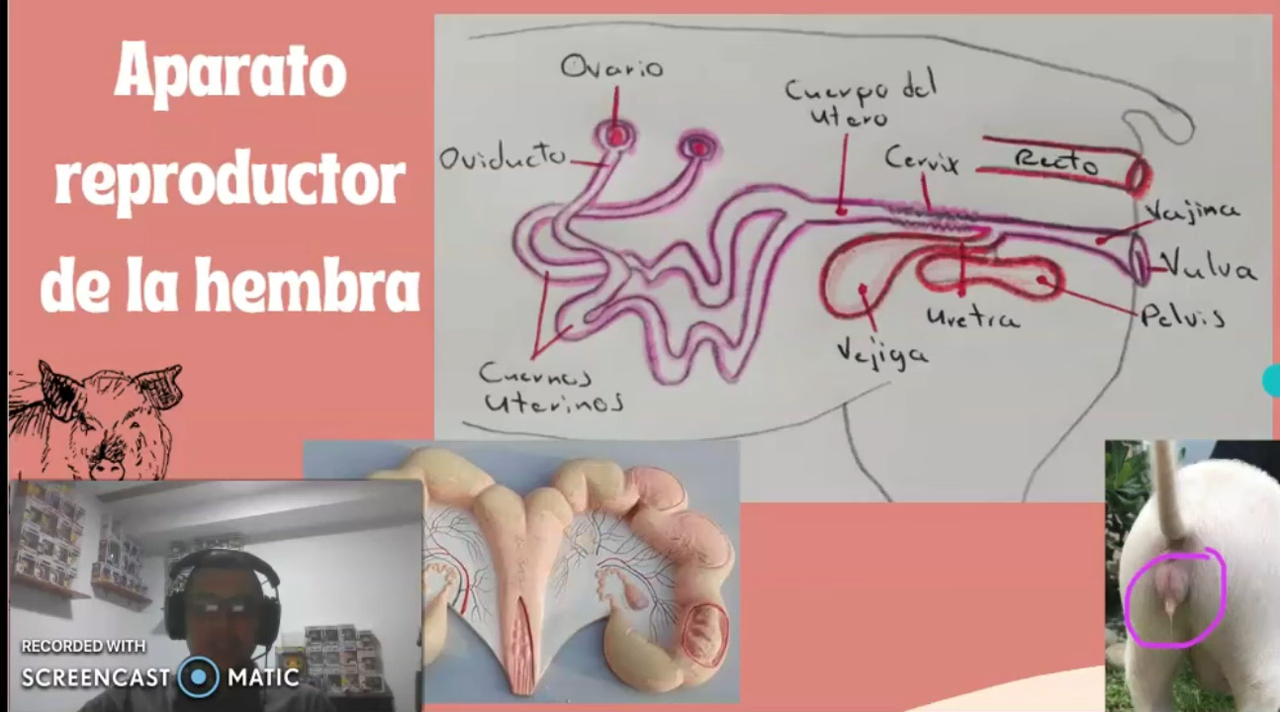 Aparato
reproductor
de la hembra
Ovario
Oviducto
Cuernos
Uterinos
Cuerpo del
Utero
Cervix
Recto
Vajina
Vulva
Pelvis
Uretra
Vejiga
RECORDED WITH
SCREENCAST MATIC